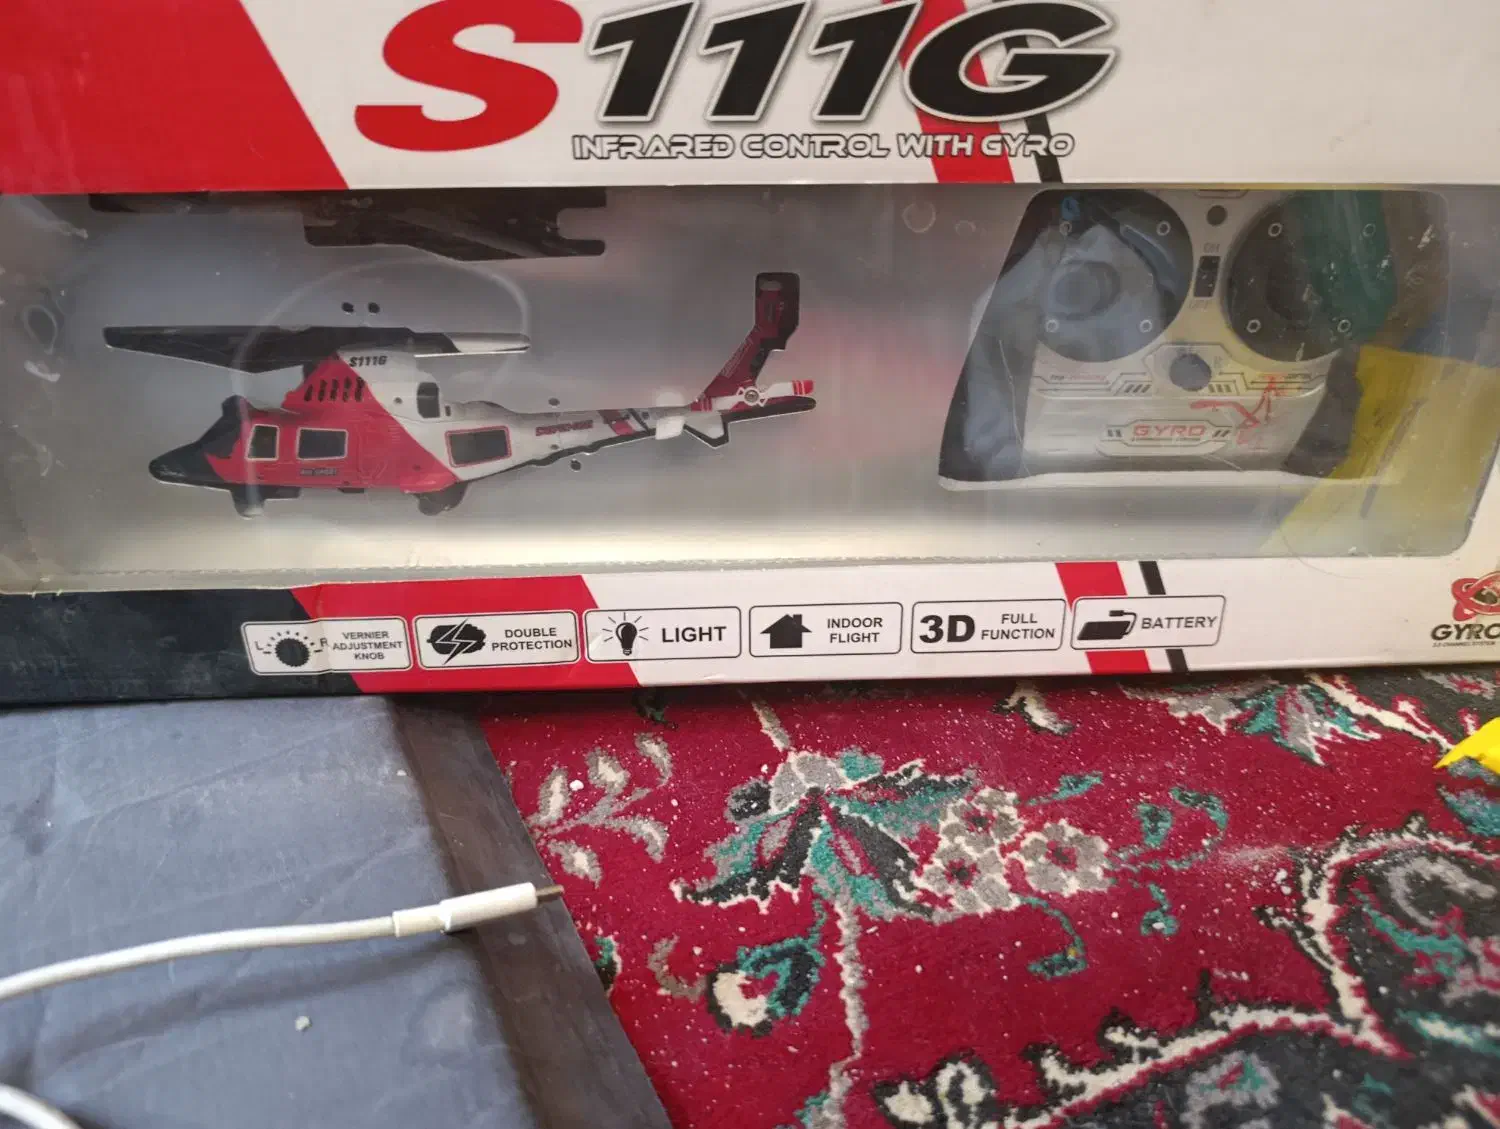 S111G
INFRARED CONTROL WITH GYRO
S111G
GYRO
L R
VERNIER
ADJUSTMENT
KNOB
DOUBLE
PROTECTION
LIGHT
INDOOR
FLIGHT
3D
FULL
FUNCTION
BATTERY
GYRO